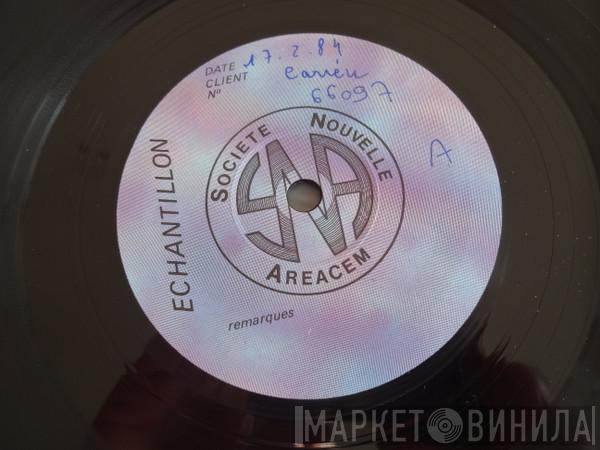 DATE 17.2.84
CLIENT Carrère
N° 66097
A
ECHANTILLON
SOCIETE NOUVELLE
AREACEM
SNA
remarques
МАРКЕТ ВИНИЛА